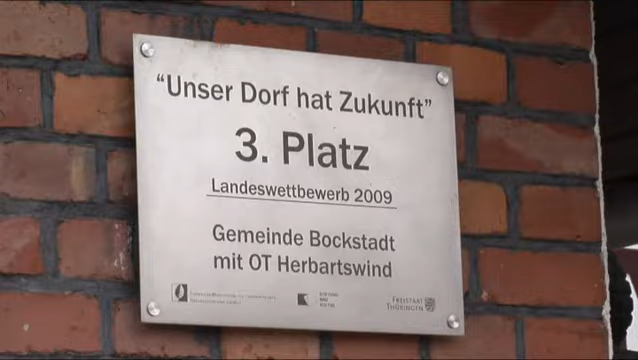 "Unser Dorf hat Zukunft"
3. Platz
Landeswettbewerb 2009
Gemeinde Bockstadt
mit OT Herbartswind
FREISTAAT
THÜRINGEN